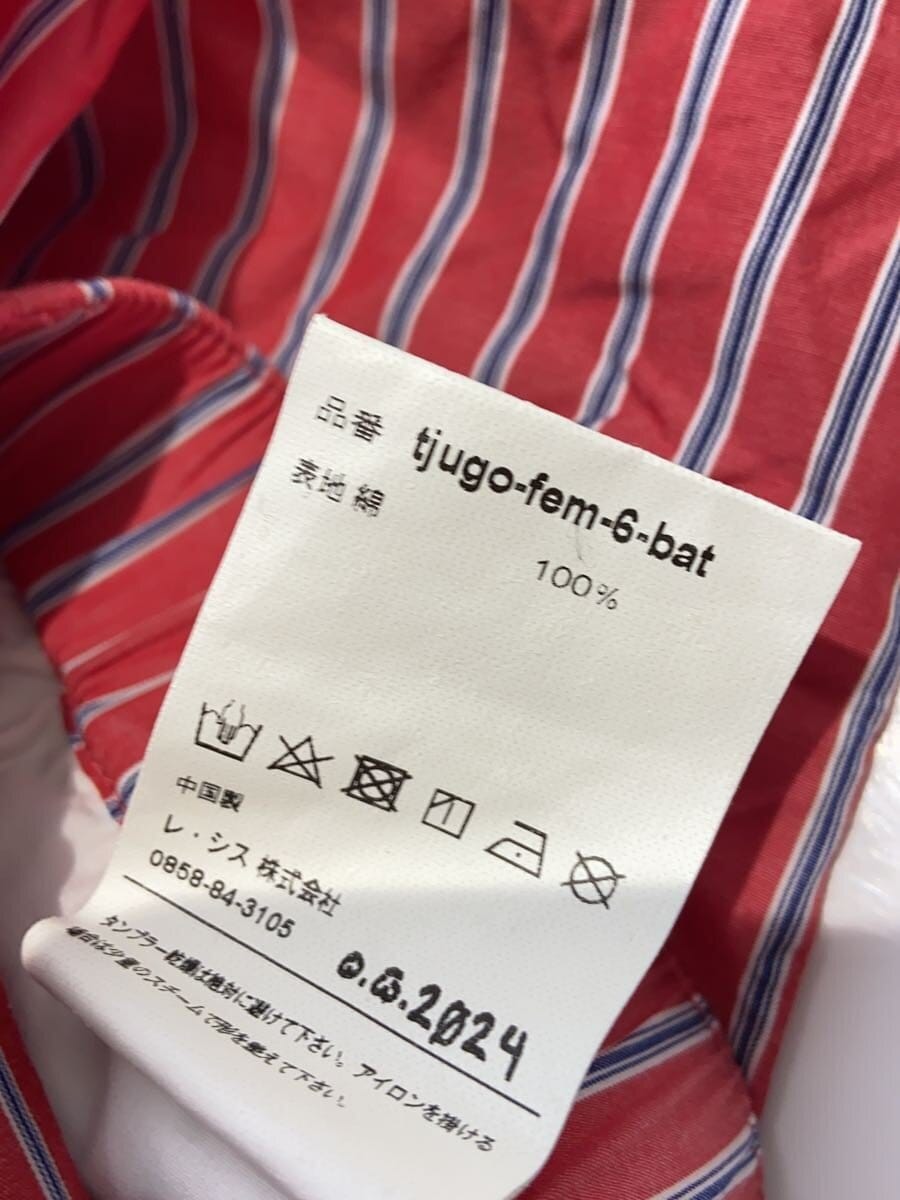 品番 tjugo-fem-6-bat
表地 綿
100%
中国製
レ・シス 株式会社
0858-84-3105
タンブラー乾燥は絶対に避けて下さい。アイロンを掛ける
場合は少量のスチームで形を整えて下さい。